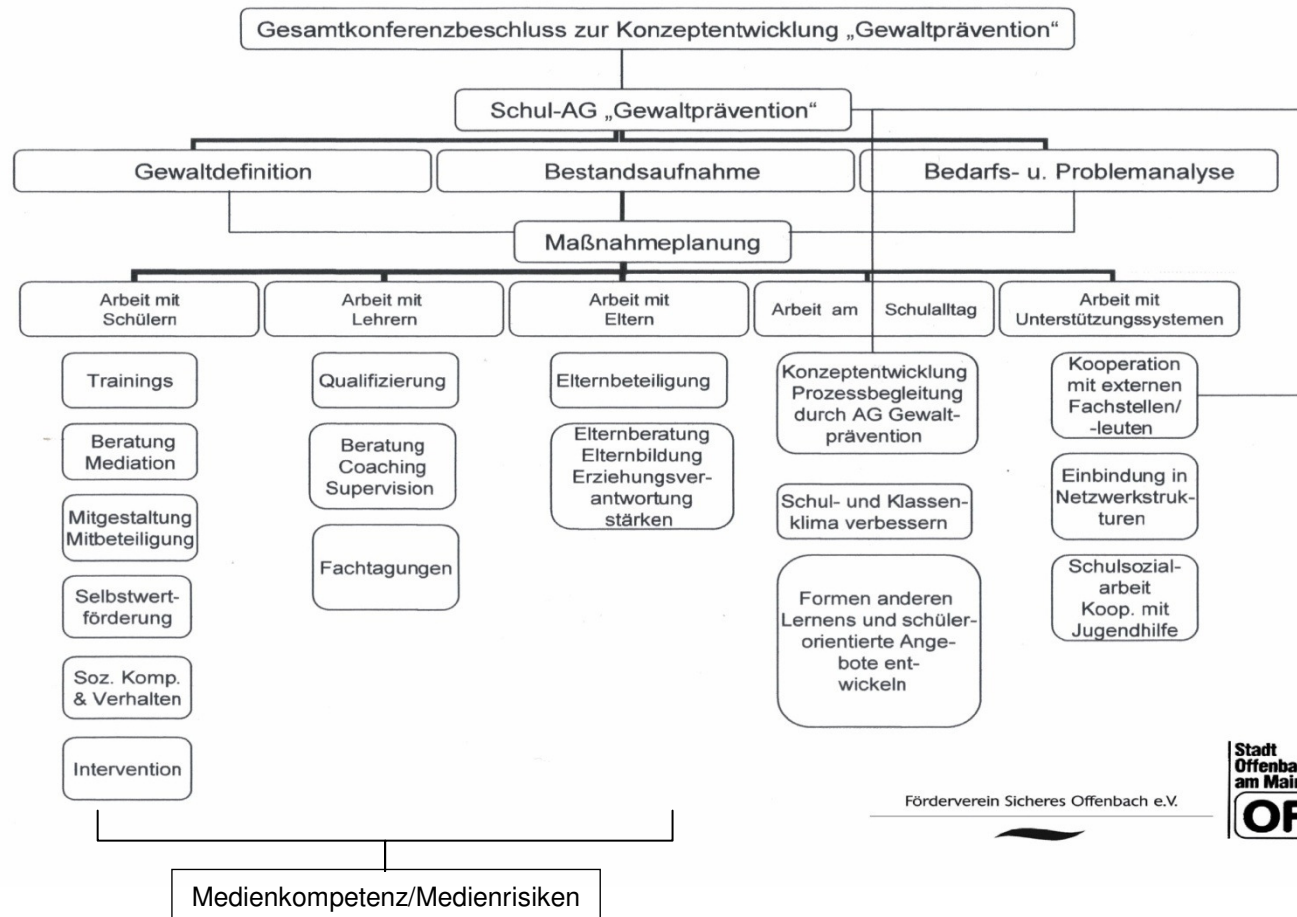 Gesamtkonferenzbeschluss zur Konzeptentwicklung „Gewaltprävention“
Schul-AG „Gewaltprävention“
Gewaltdefinition
Bestandsaufnahme
Bedarfs- u. Problemanalyse
Maßnahmeplanung
Arbeit mit
Schülern
Arbeit mit
Lehrern
Arbeit mit
Eltern
Arbeit am Schulalltag
Arbeit mit
Unterstützungssystemen
Trainings
Beratung
Mediation
Mitgestaltung
Mitbeteiligung
Selbstwert-
förderung
Soz. Komp.
& Verhalten
Intervention
Qualifizierung
Beratung
Coaching
Supervision
Fachtagungen
Elternbeteiligung
Elternberatung
Elternbildung
Erziehungsver-
antwortung
stärken
Konzeptentwicklung
Prozessbegleitung
durch AG Gewalt-
prävention
Schul- und Klassen-
klima verbessern
Formen anderen
Lernens und schüler-
orientierte Ange-
bote ent-
wickeln
Kooperation
mit externen
Fachstellen/
-leuten
Einbindung in
Netzwerkstruk-
turen
Schulsozial-
arbeit
Koop. mit
Jugendhilfe
Förderverein Sicheres Offenbach e.V.
Stadt
Offenba
am Mai
OF
Medienkompetenz/Medienrisiken